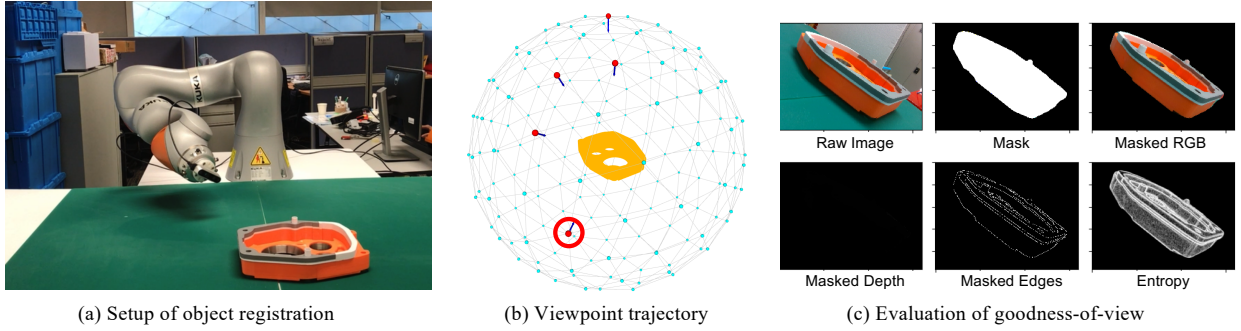 KUKA
Raw Image
Mask
Masked RGB
Masked Depth
Masked Edges
Entropy
(a) Setup of object registration
(b) Viewpoint trajectory
(c) Evaluation of goodness-of-view